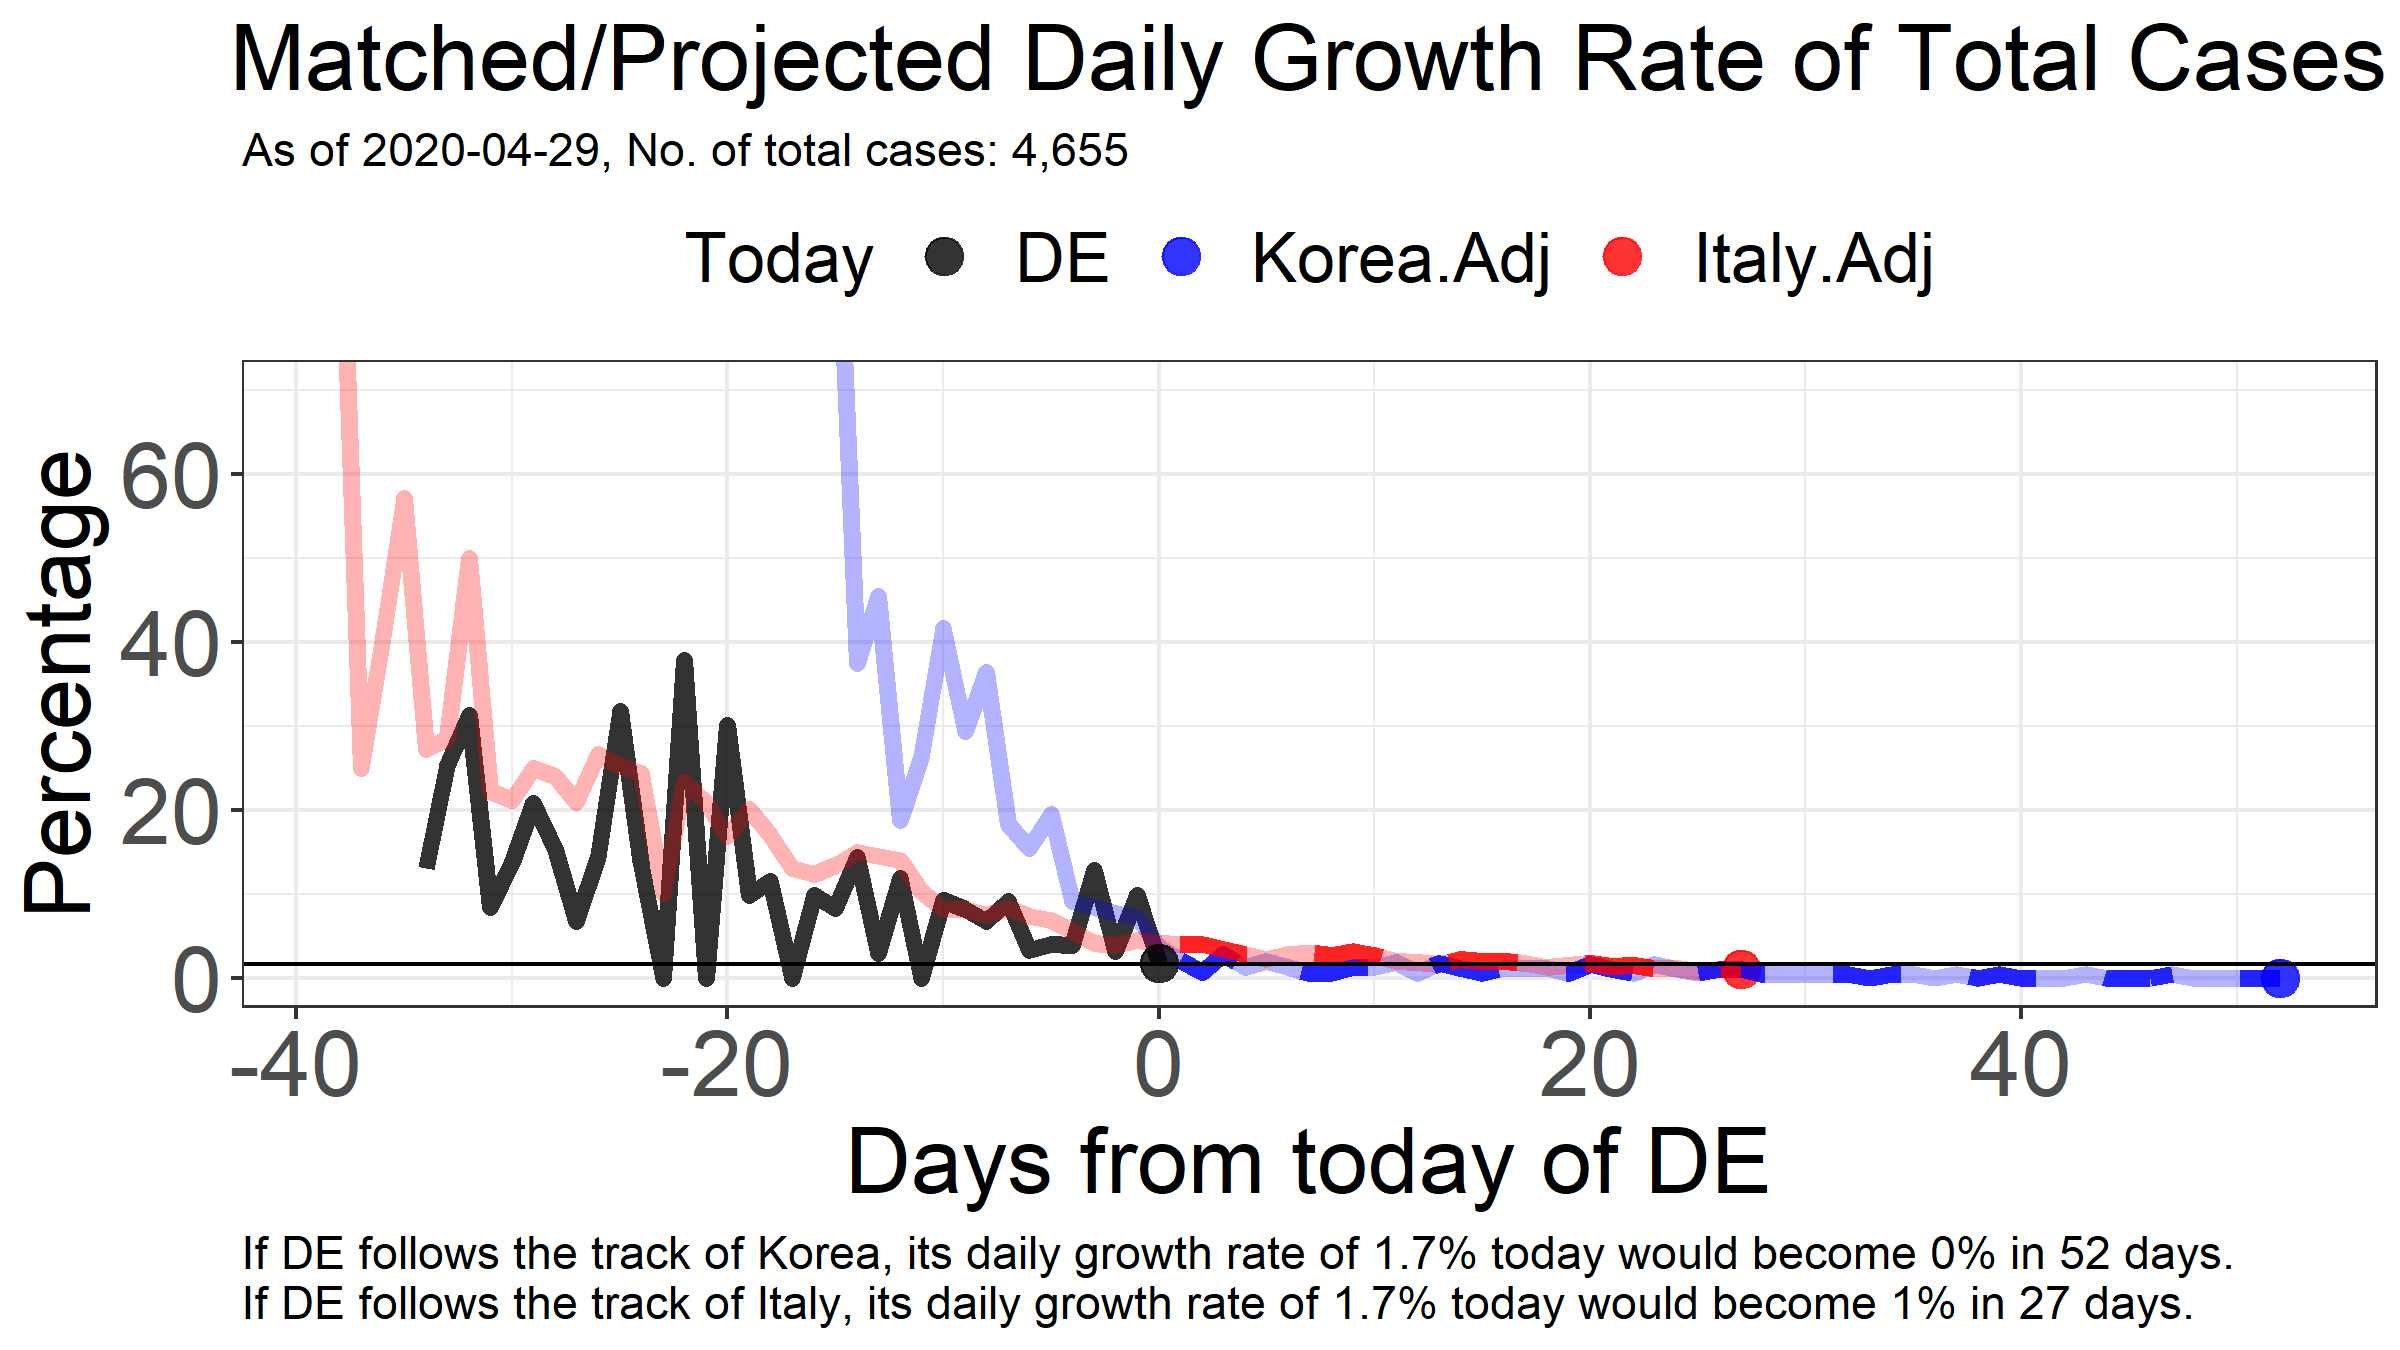 Matched/Projected Daily Growth Rate of Total Cases
As of 2020-04-29, No. of total cases: 4,655
Today DE Korea.Adj Italy.Adj
Percentage
60
40
20
0
-40 -20 0 20 40
Days from today of DE
If DE follows the track of Korea, its daily growth rate of 1.7% today would become 0% in 52 days.
If DE follows the track of Italy, its daily growth rate of 1.7% today would become 1% in 27 days.